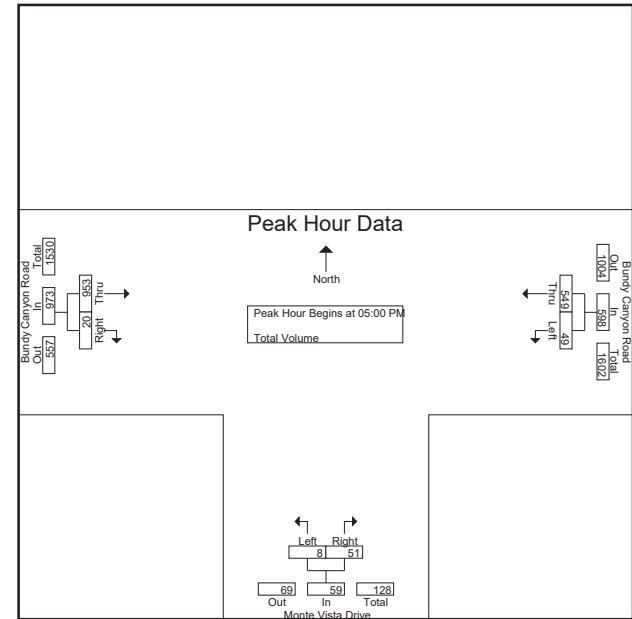 Peak Hour Data
North
Peak Hour Begins at 05:00 PM
Total Volume
Bundy Canyon Road
Out In Total
557 973 1530
Right Thru
20 953
Bundy Canyon Road
Out In Total
1004 598 1602
Thru Left
549 49
Left Right
8 51
69 59 128
Out In Total
Monte Vista Drive